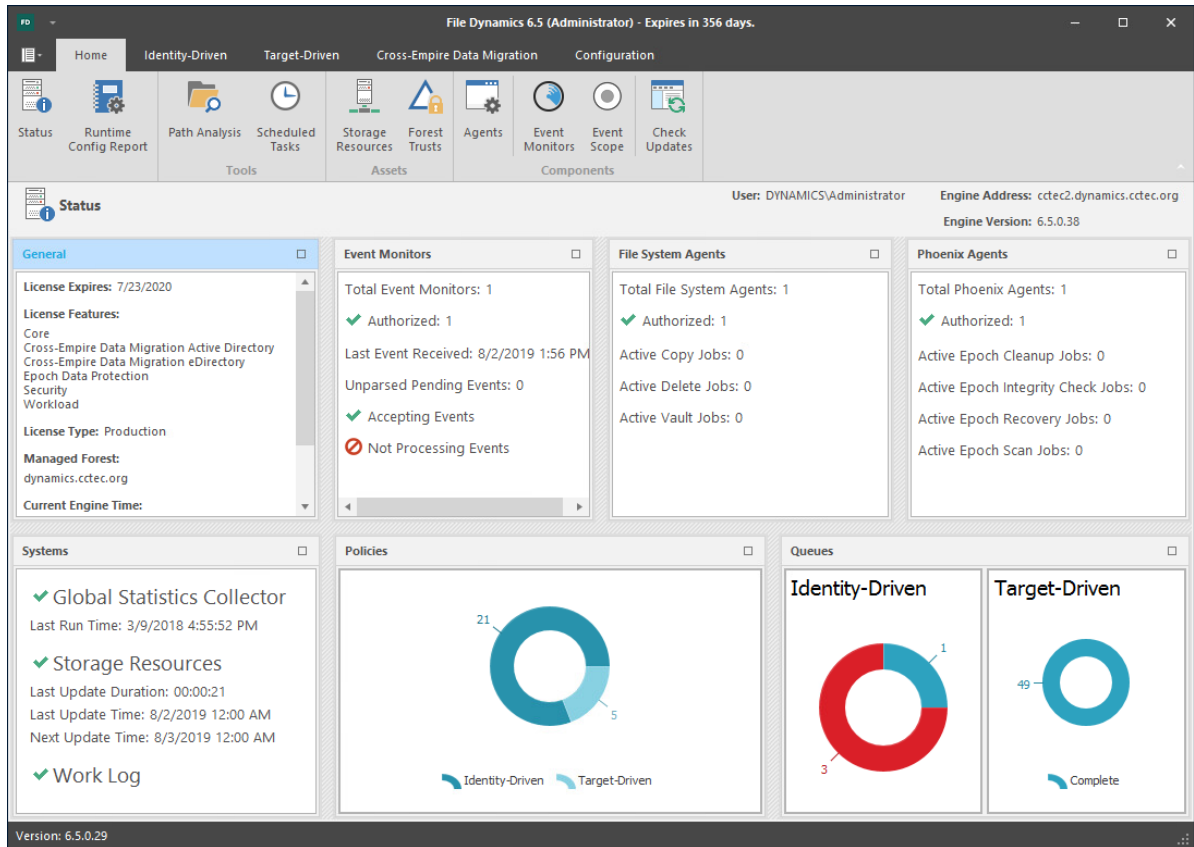 FD
File Dynamics 6.5 (Administrator) - Expires in 356 days.
Home Identity-Driven Target-Driven Cross-Empire Data Migration Configuration
Status
Runtime
Config Report
Path Analysis
Scheduled
Tasks
Storage
Resources
Forest
Trusts
Agents
Event
Monitors
Event
Scope
Check
Updates
Tools
Assets
Components
Status
User: DYNAMICS\Administrator
Engine Address: cctec2.dynamics.cctec.org
Engine Version: 6.5.0.38
General
License Expires: 7/23/2020
License Features:
Core
Cross-Empire Data Migration Active Directory
Cross-Empire Data Migration eDirectory
Epoch Data Protection
Security
Workload
License Type: Production
Managed Forest:
dynamics.cctec.org
Current Engine Time:
Event Monitors
Total Event Monitors: 1
Authorized: 1
Last Event Received: 8/2/2019 1:56 PM
Unparsed Pending Events: 0
Accepting Events
Not Processing Events
File System Agents
Total File System Agents: 1
Authorized: 1
Active Copy Jobs: 0
Active Delete Jobs: 0
Active Vault Jobs: 0
Phoenix Agents
Total Phoenix Agents: 1
Authorized: 1
Active Epoch Cleanup Jobs: 0
Active Epoch Integrity Check Jobs: 0
Active Epoch Recovery Jobs: 0
Active Epoch Scan Jobs: 0
Systems
Global Statistics Collector
Last Run Time: 3/9/2018 4:55:52 PM
Storage Resources
Last Update Duration: 00:00:21
Last Update Time: 8/2/2019 12:00 AM
Next Update Time: 8/3/2019 12:00 AM
Work Log
Policies
21
5
Identity-Driven Target-Driven
Queues
Identity-Driven
1
3
Target-Driven
49
Complete
Version: 6.5.0.29